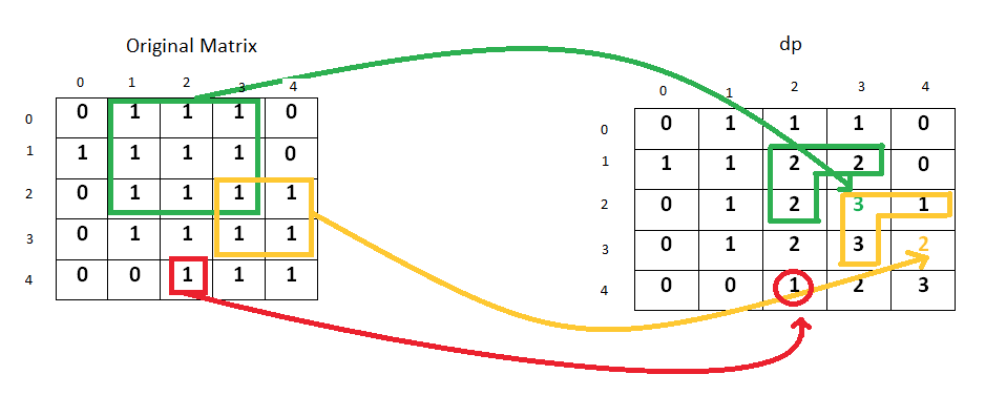 Original Matrix
0 1 2 3 4
0 0 1 1 1 0
1 1 1 1 1 0
2 0 1 1 1 1
3 0 1 1 1 1
4 0 0 1 1 1
dp
0 1 2 3 4
0 0 1 1 1 0
1 1 1 2 2 0
2 0 1 2 3 1
3 0 1 2 3 2
4 0 0 1 2 3